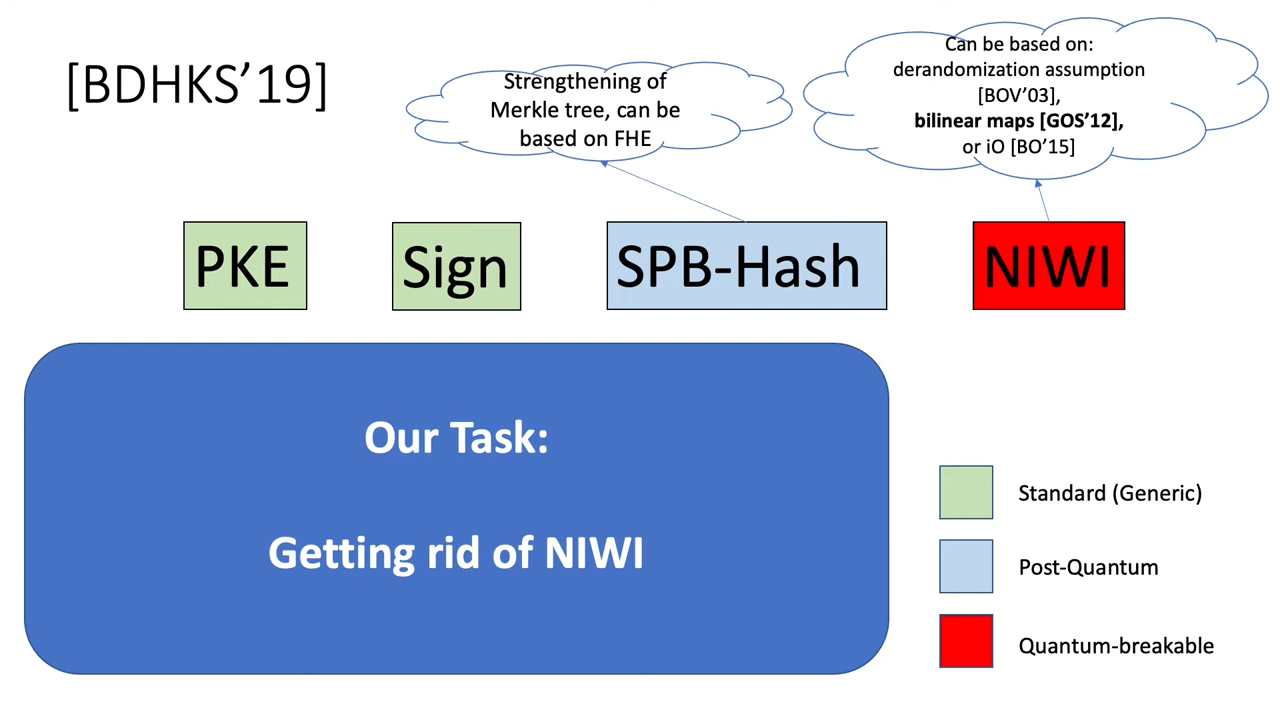 [BDHKS’19]
Strengthening of
Merkle tree, can be
based on FHE
Can be based on:
derandomization assumption
[BOV’03],
bilinear maps [GOS’12],
or iO [BO’15]
PKE
Sign
SPB-Hash
NIWI
Our Task:
Getting rid of NIWI
Standard (Generic)
Post-Quantum
Quantum-breakable